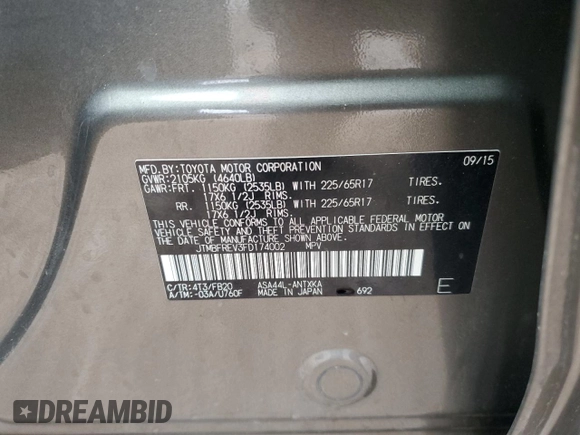 MFD. BY: TOYOTA MOTOR CORPORATION 09/15
GVWR: 2105KG (4640LB)
GAWR: FRT. 1150KG (2535LB) WITH 225/65R17 TIRES.
17X6 1/2J RIMS.
RR. 1150KG (2535LB) WITH 225/65R17 TIRES.
17X6 1/2J RIMS.
THIS VEHICLE CONFORMS TO ALL APPLICABLE FEDERAL MOTOR
VEHICLE SAFETY AND BUMPER STANDARDS IN EFFECT ON
THE DATE OF MANUFACTURE SHOWN ABOVE.
JTMBFREV3FD174002 MPV
C/TR: 4T3/FB20 ASA44L-ANTXKA
A/TM: -03A/U760F MADE IN JAPAN 692 E
DREAMBID